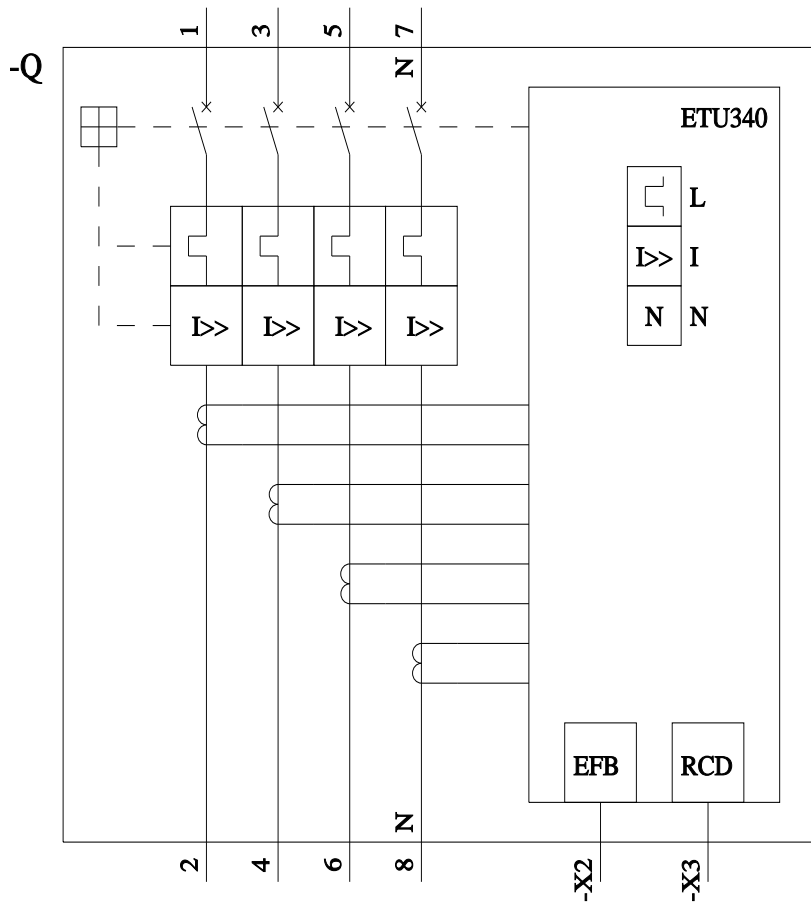 1 3 5 7
-Q
N
ETU340
L
I>> I
N N
I>> I>> I>> I>>
EFB RCD
N
2 4 6 8
-X2 -X3